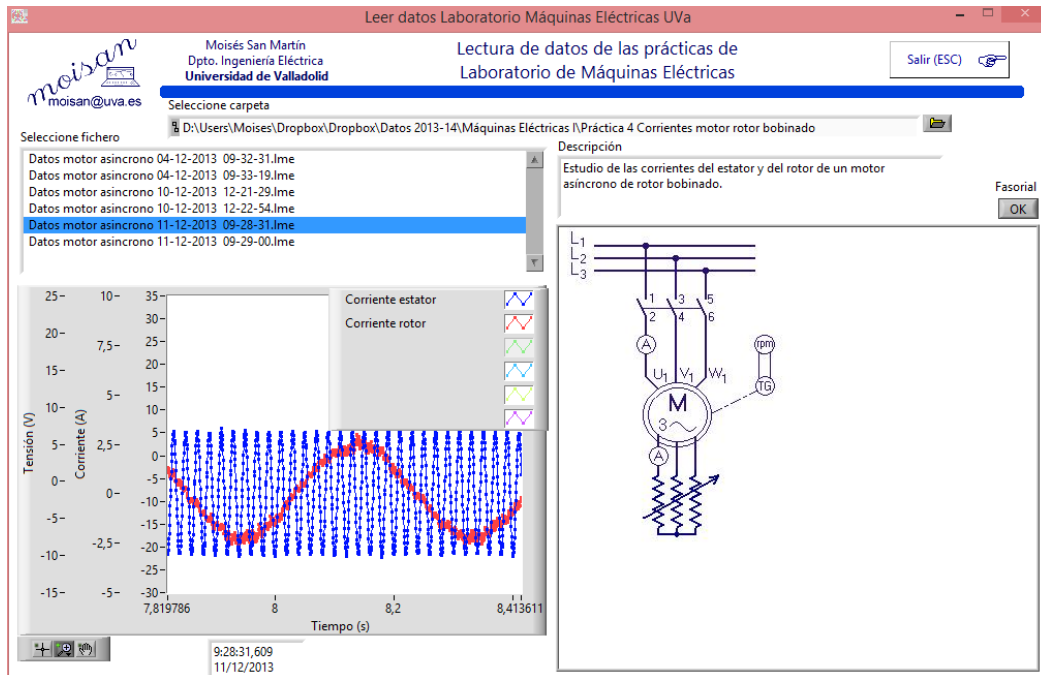 Leer datos Laboratorio Máquinas Eléctricas UVa
moisan
moisan@uva.es
Moisés San Martín
Dpto. Ingeniería Eléctrica
Universidad de Valladolid
Lectura de datos de las prácticas de
Laboratorio de Máquinas Eléctricas
Salir (ESC)
Seleccione carpeta
D:\Users\Moises\Dropbox\Dropbox\Datos 2013-14\Máquinas Eléctricas I\Práctica 4 Corrientes motor rotor bobinado
Seleccione fichero
Datos motor asincrono 04-12-2013 09-32-31.lme
Datos motor asincrono 04-12-2013 09-33-19.lme
Datos motor asincrono 10-12-2013 12-21-29.lme
Datos motor asincrono 10-12-2013 12-22-54.lme
Datos motor asincrono 11-12-2013 09-28-31.lme
Datos motor asincrono 11-12-2013 09-29-00.lme
Descripción
Estudio de las corrientes del estator y del rotor de un motor
asíncrono de rotor bobinado.
Fasorial
OK
Corriente estator
Corriente rotor
Tensión (V)
25
20
15
10
5
0
-5
-10
-15
Corriente (A)
10
7,5
5
2,5
0
-2,5
-5
35
30
25
20
15
10
5
0
-5
-10
-15
-20
-25
-30
7,819786 8 8,2 8,413611
Tiempo (s)
9:28:31,609
11/12/2013
L1
L2
L3
1 3 5
2 4 6
A
rpm
U1 V1 W1
TG
M
3~
A